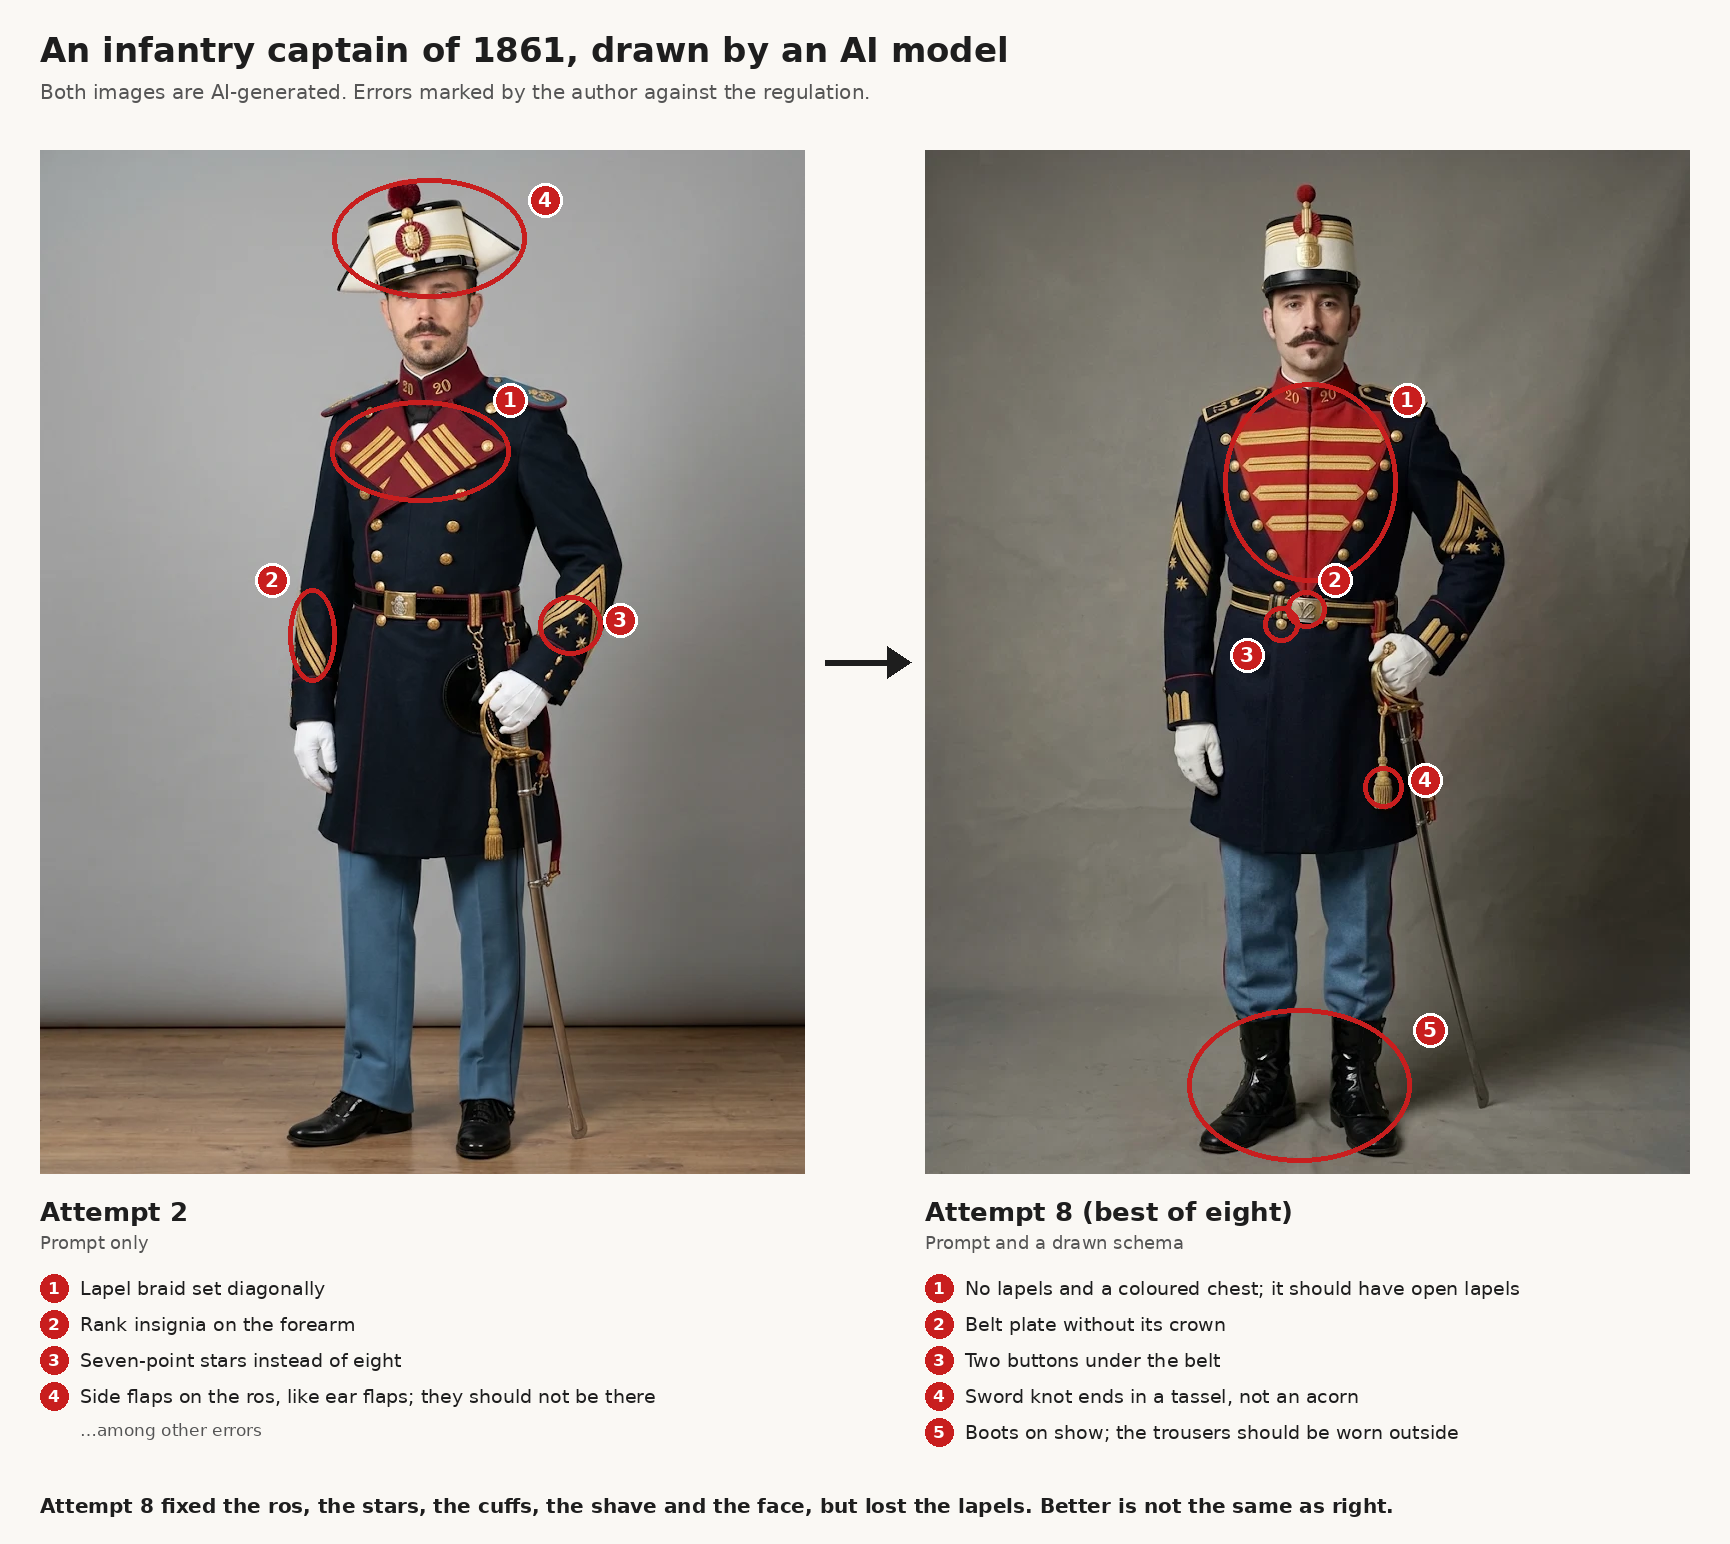 An infantry captain of 1861, drawn by an AI model
Both images are AI-generated. Errors marked by the author against the regulation.
4
20 20
1
2
3
20 20
1
2
12
3
4
5
Attempt 2
Prompt only
1 Lapel braid set diagonally
2 Rank insignia on the forearm
3 Seven-point stars instead of eight
4 Side flaps on the ros, like ear flaps; they should not be there
...among other errors
Attempt 8 (best of eight)
Prompt and a drawn schema
1 No lapels and a coloured chest; it should have open lapels
2 Belt plate without its crown
3 Two buttons under the belt
4 Sword knot ends in a tassel, not an acorn
5 Boots on show; the trousers should be worn outside
Attempt 8 fixed the ros, the stars, the cuffs, the shave and the face, but lost the lapels. Better is not the same as right.